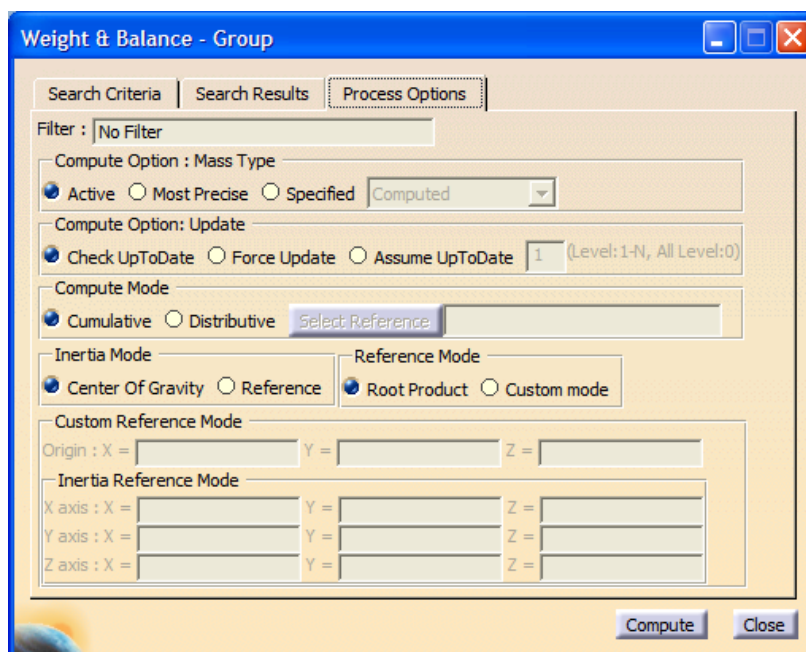 Weight & Balance - Group
Search Criteria Search Results Process Options
Filter : No Filter
Compute Option : Mass Type
Active Most Precise Specified Computed
Compute Option: Update
Check UpToDate Force Update Assume UpToDate 1 (Level:1-N, All Level:0)
Compute Mode
Cumulative Distributive Select Reference
Inertia Mode Reference Mode
Center Of Gravity Reference Root Product Custom mode
Custom Reference Mode
Origin : X = Y = Z =
Inertia Reference Mode
X axis : X = Y = Z =
Y axis : X = Y = Z =
Z axis : X = Y = Z =
Compute Close